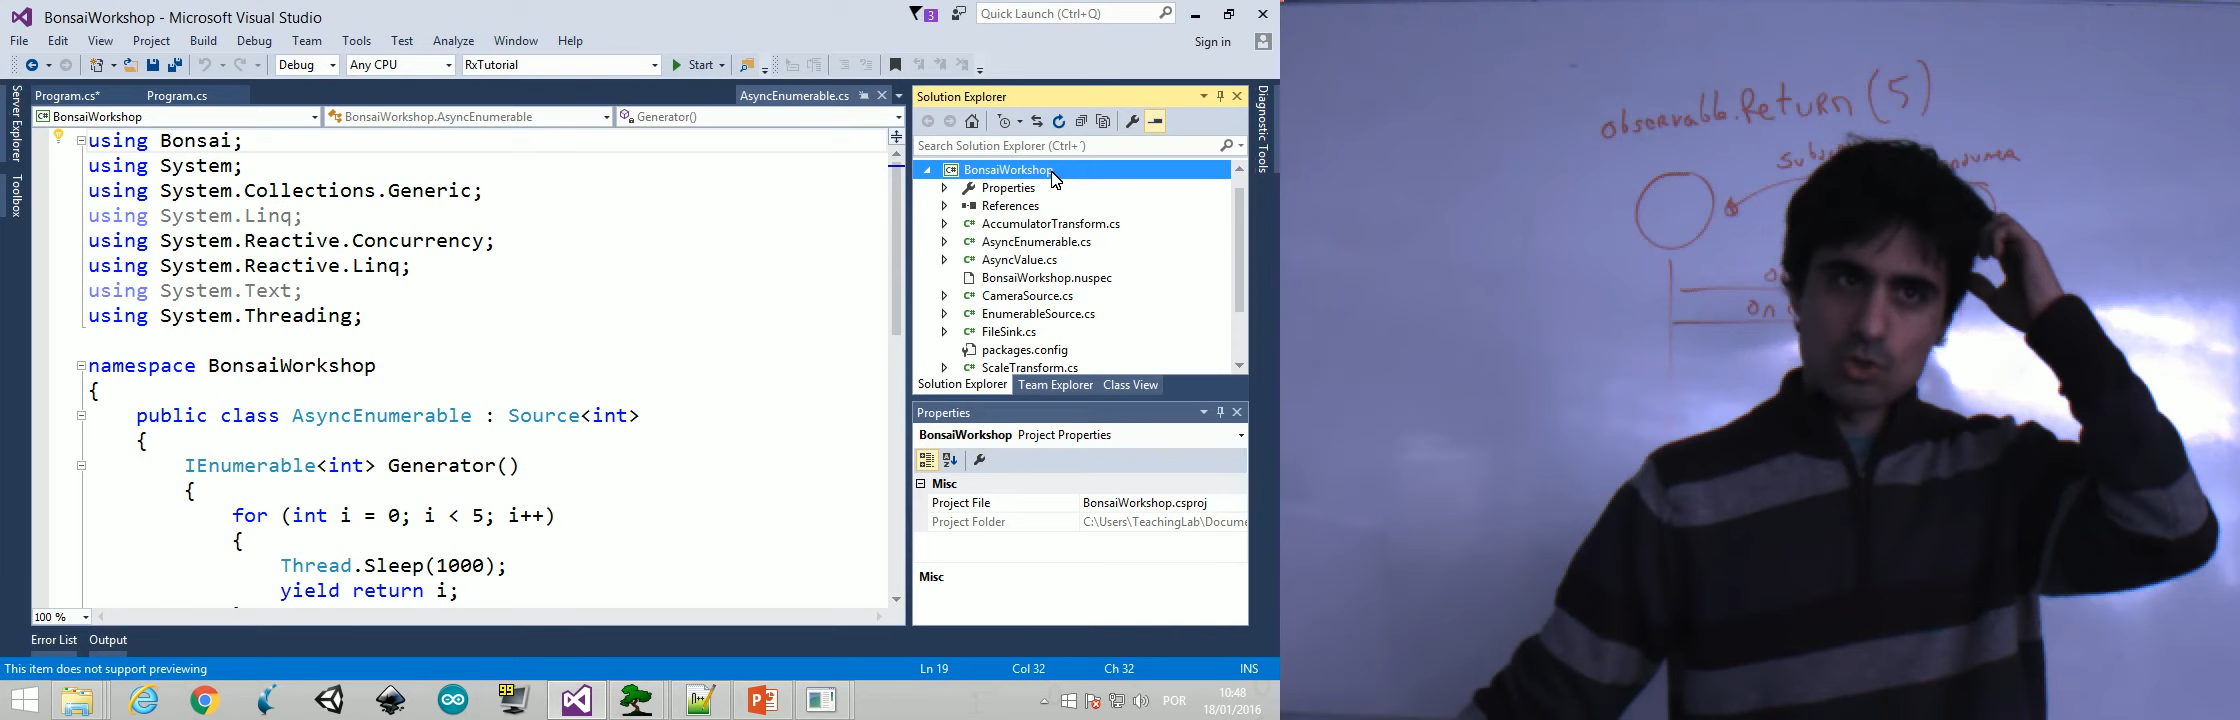 BonsaiWorkshop - Microsoft Visual Studio
3
Quick Launch (Ctrl+Q)
File Edit View Project Build Debug Team Tools Test Analyze Window Help
Sign in
Debug Any CPU RxTutorial Start
Server Explorer
Toolbox
Program.cs* Program.cs AsyncEnumerable.cs
BonsaiWorkshop BonsaiWorkshop.AsyncEnumerable Generator()
using Bonsai;
using System;
using System.Collections.Generic;
using System.Linq;
using System.Reactive.Concurrency;
using System.Reactive.Linq;
using System.Text;
using System.Threading;
namespace BonsaiWorkshop
{
public class AsyncEnumerable : Source<int>
{
IEnumerable<int> Generator()
{
for (int i = 0; i < 5; i++)
{
Thread.Sleep(1000);
yield return i;
100 %
Error List Output
Solution Explorer
Search Solution Explorer (Ctrl+´)
C# BonsaiWorkshop
Properties
References
C# AccumulatorTransform.cs
C# AsyncEnumerable.cs
C# AsyncValue.cs
BonsaiWorkshop.nuspec
C# CameraSource.cs
C# EnumerableSource.cs
C# FileSink.cs
packages.config
C# ScaleTransform.cs
Solution Explorer Team Explorer Class View
Properties
BonsaiWorkshop Project Properties
Misc
Project File BonsaiWorkshop.csproj
Project Folder C:\Users\TeachingLab\Docume
Misc
Diagnostic Tools
This item does not support previewing Ln 19 Col 32 Ch 32 INS
99
POR
10:48
18/01/2016
observable.Return (5)